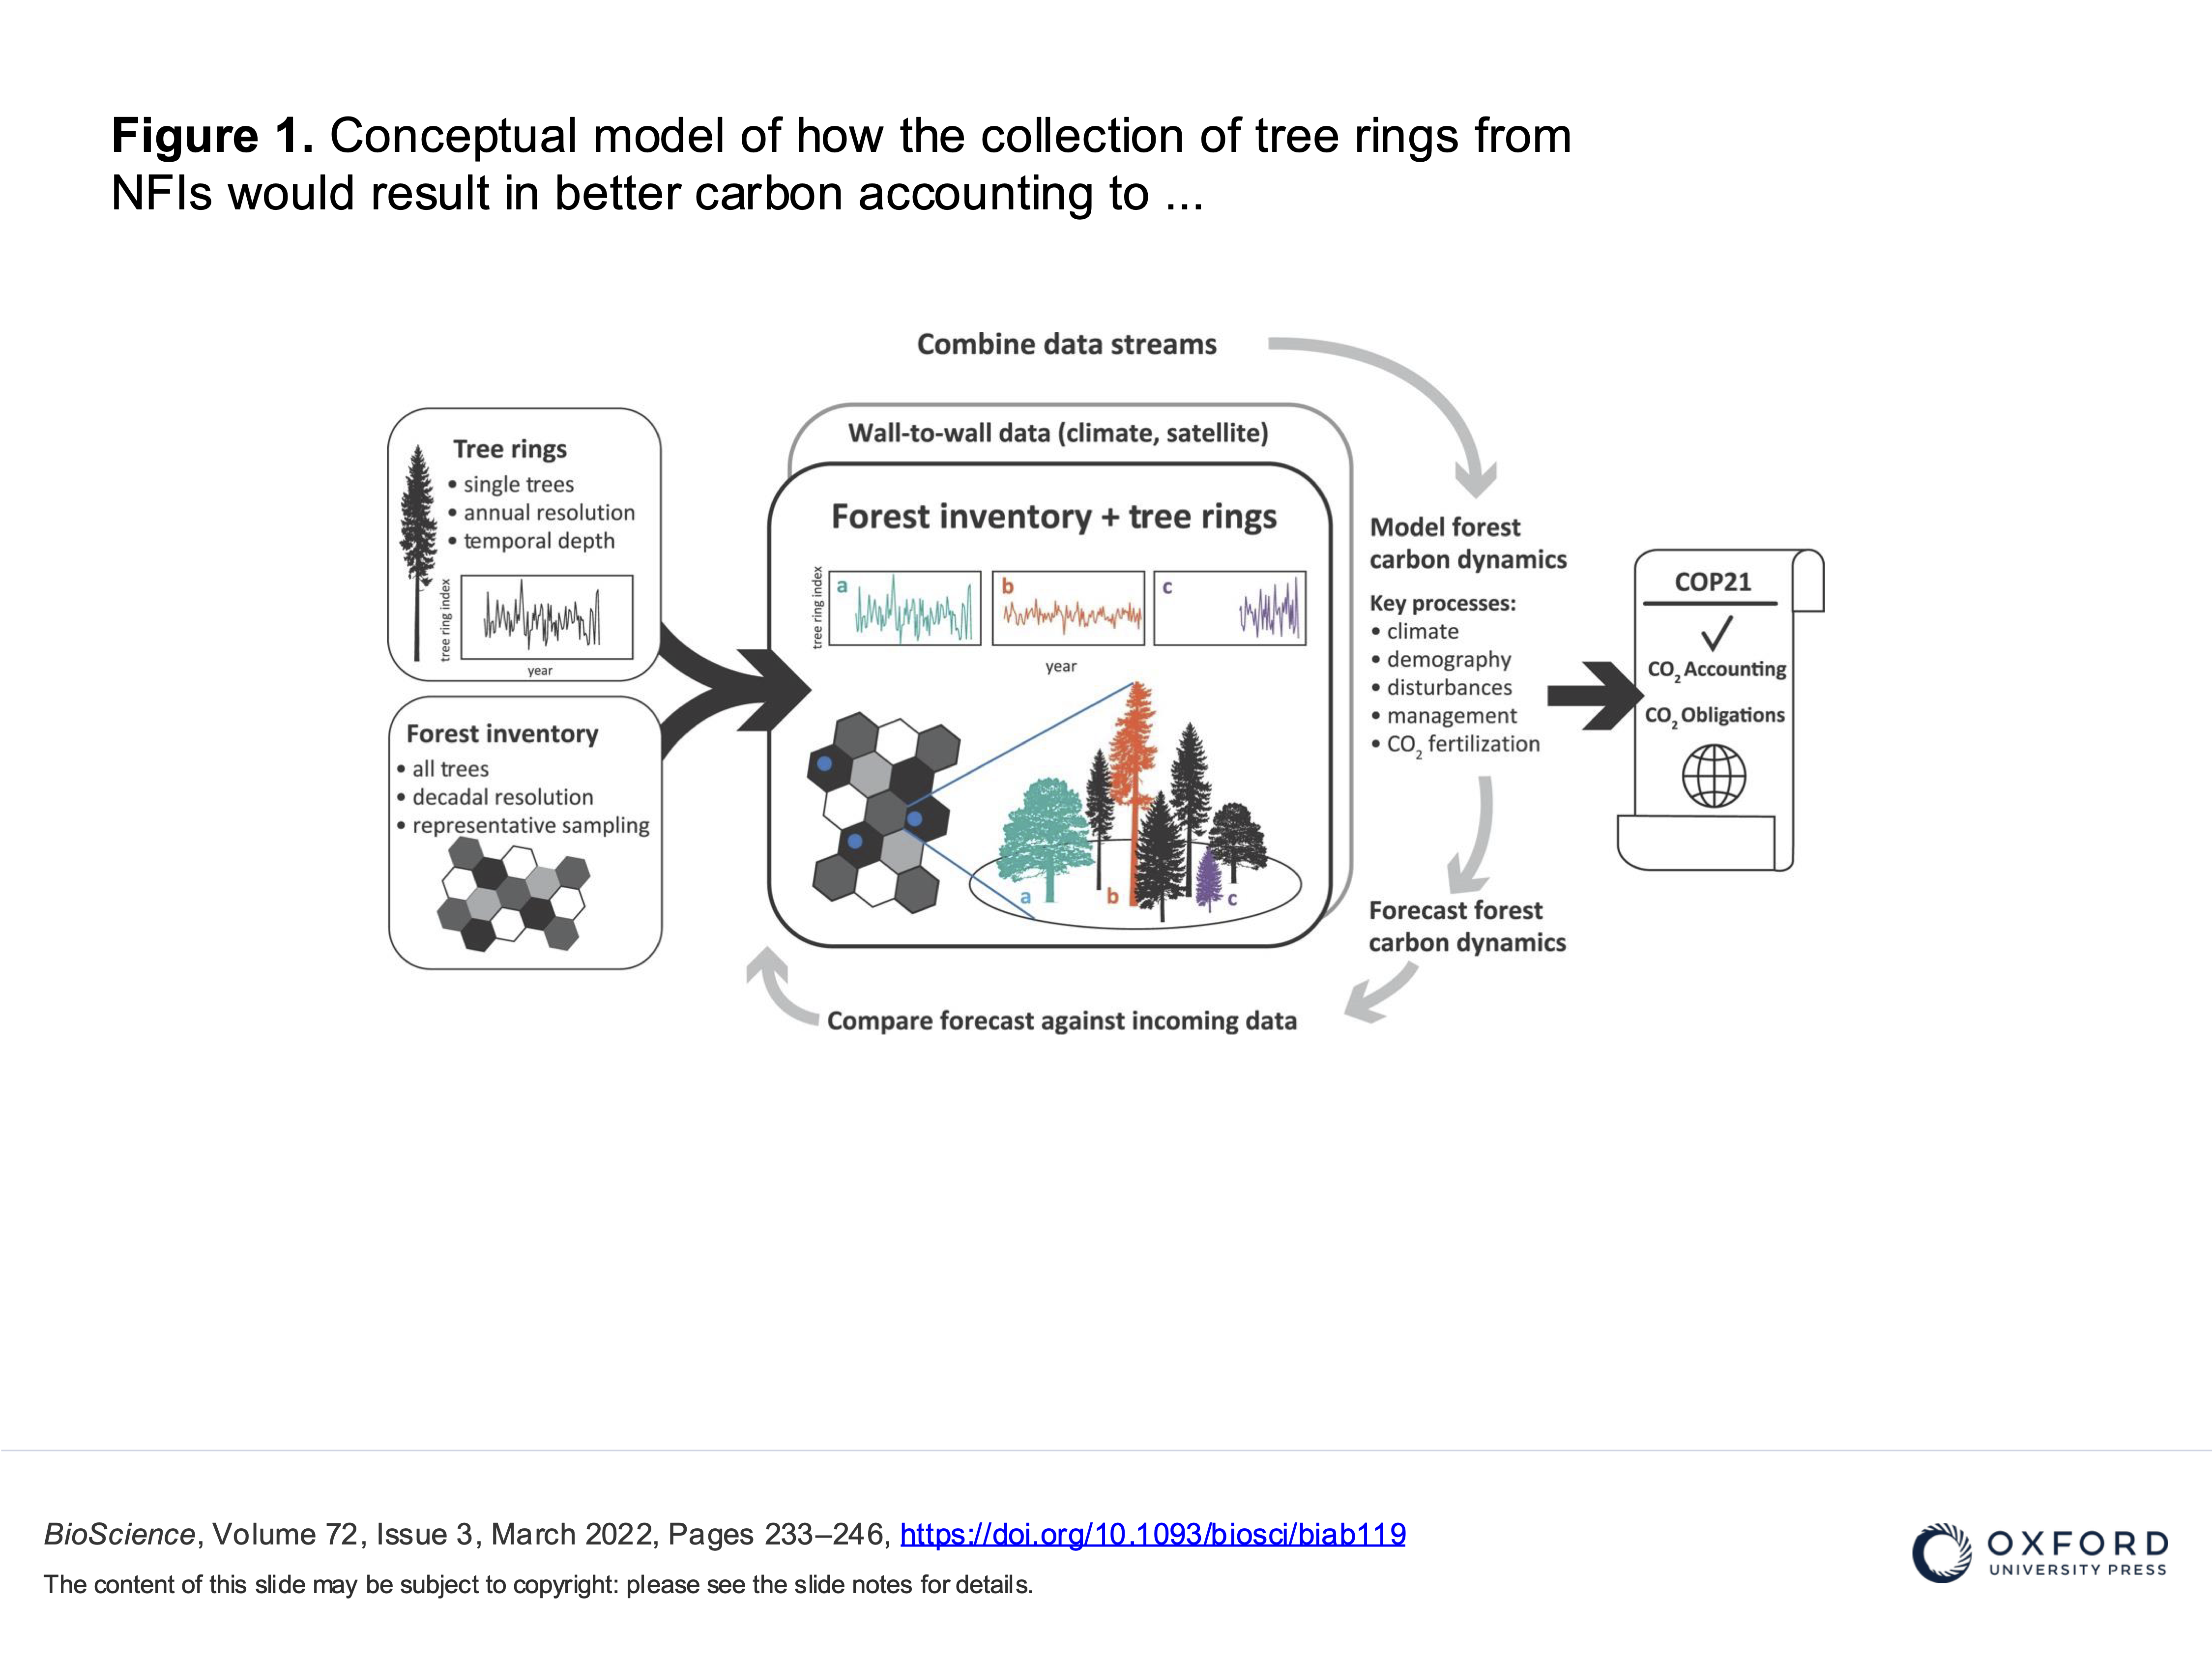 Figure 1. Conceptual model of how the collection of tree rings from
NFIs would result in better carbon accounting to ...
Combine data streams
Tree rings
• single trees
• annual resolution
• temporal depth
tree ring index
year
Forest inventory
• all trees
• decadal resolution
• representative sampling
Wall-to-wall data (climate, satellite)
Forest inventory + tree rings
tree ring index
a
b
c
year
a
b
c
Model forest
carbon dynamics
Key processes:
• climate
• demography
• disturbances
• management
• CO2 fertilization
Forecast forest
carbon dynamics
Compare forecast against incoming data
COP21
CO2 Accounting
CO2 Obligations
BioScience, Volume 72, Issue 3, March 2022, Pages 233–246, https://doi.org/10.1093/biosci/biab119
The content of this slide may be subject to copyright: please see the slide notes for details.
OXFORD
UNIVERSITY PRESS